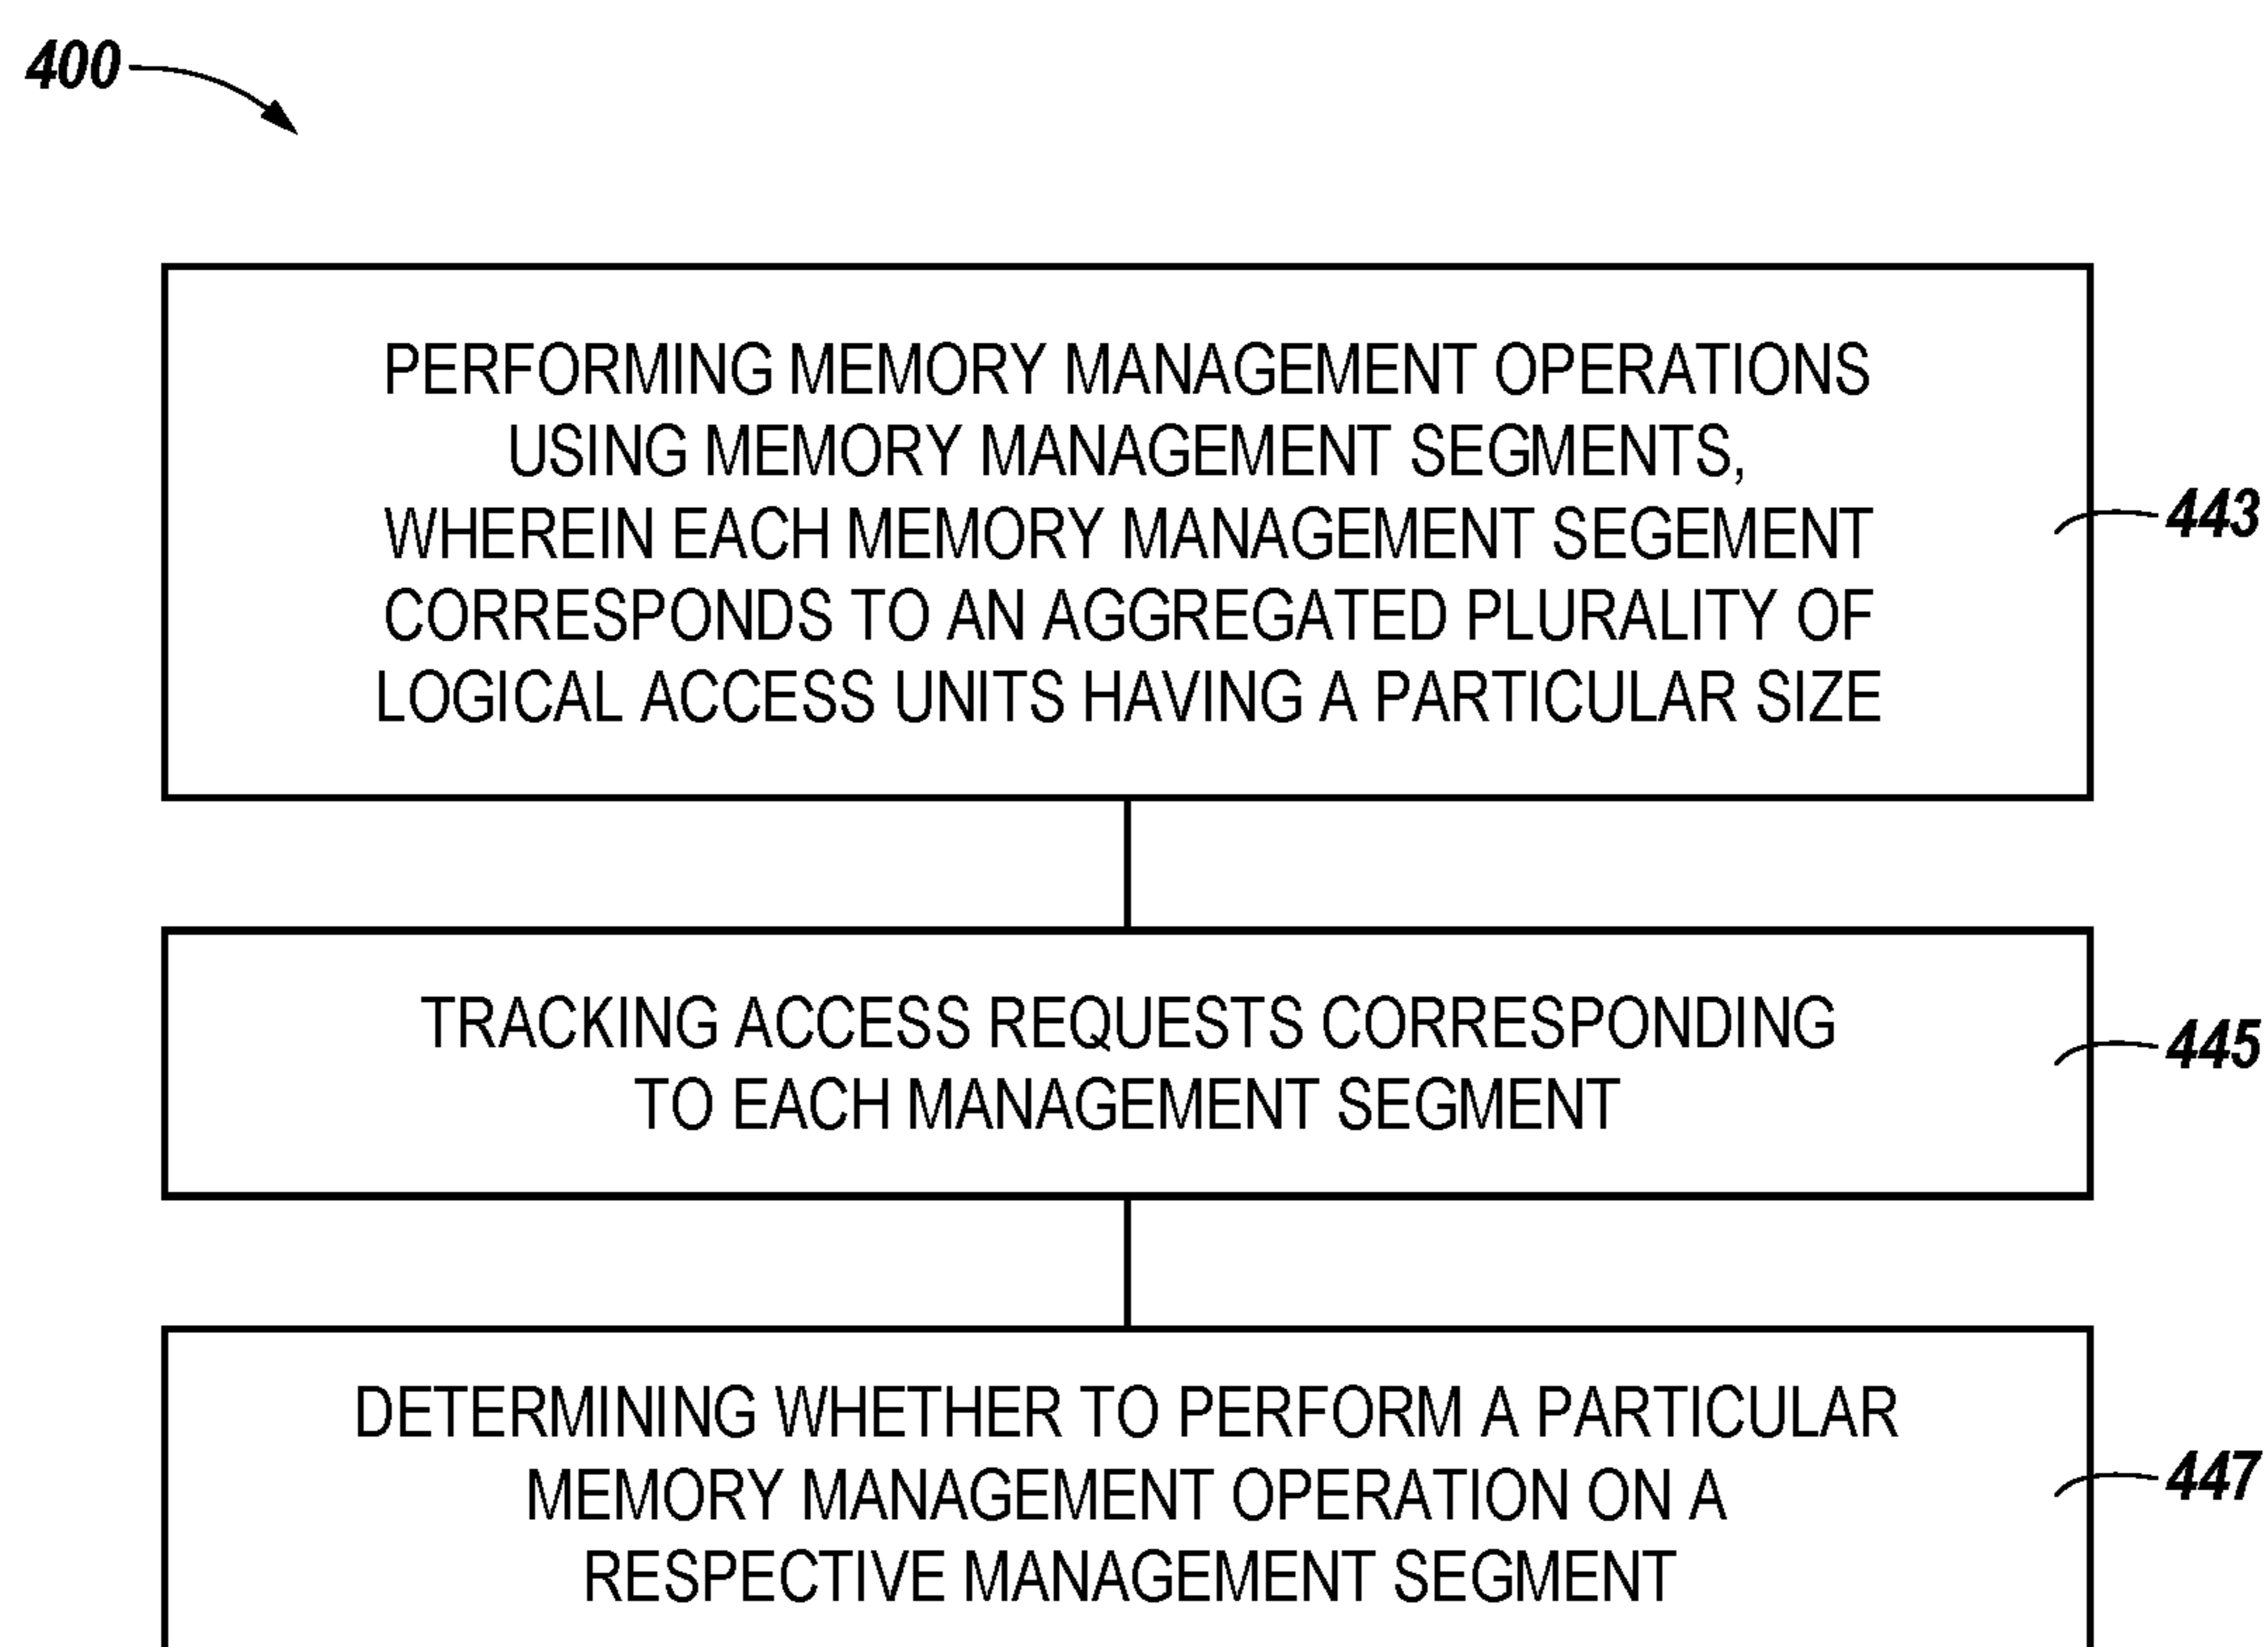 400
PERFORMING MEMORY MANAGEMENT OPERATIONS
USING MEMORY MANAGEMENT SEGMENTS,
WHEREIN EACH MEMORY MANAGEMENT SEGEMENT
CORRESPONDS TO AN AGGREGATED PLURALITY OF
LOGICAL ACCESS UNITS HAVING A PARTICULAR SIZE
443
TRACKING ACCESS REQUESTS CORRESPONDING
TO EACH MANAGEMENT SEGMENT
445
DETERMINING WHETHER TO PERFORM A PARTICULAR
MEMORY MANAGEMENT OPERATION ON A
RESPECTIVE MANAGEMENT SEGMENT
447